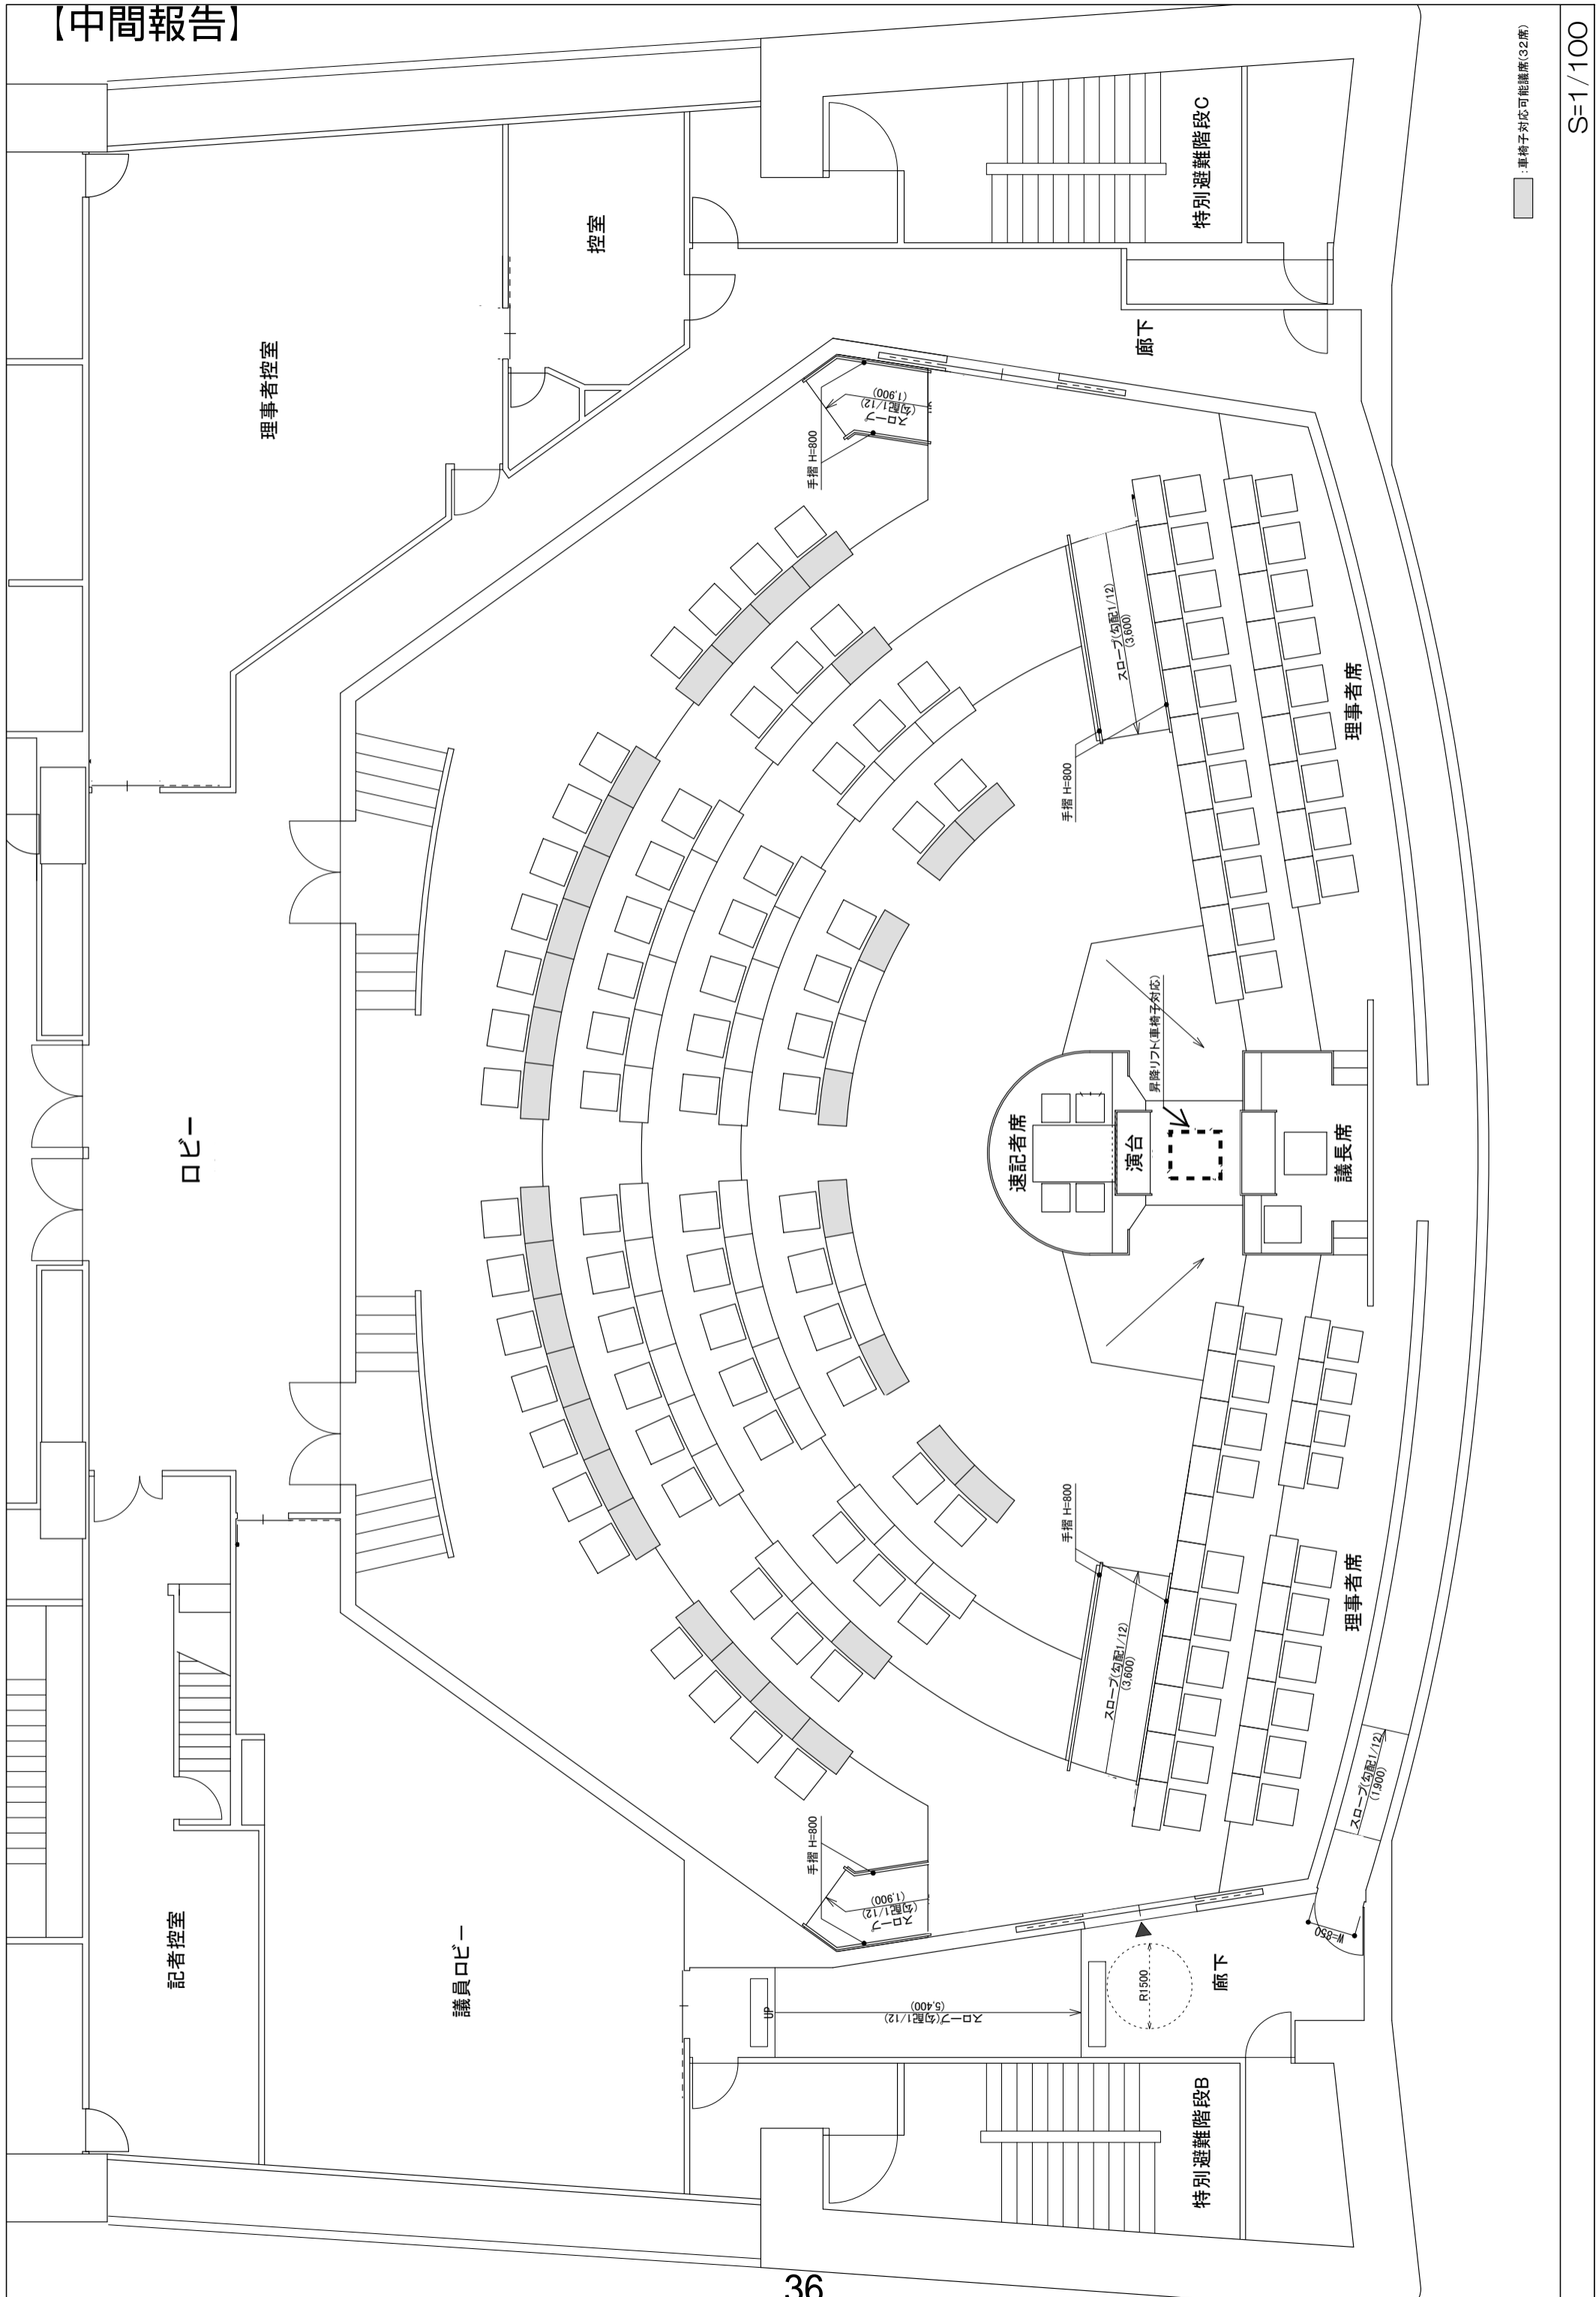 【中間報告】
:車椅子対応可能議席(32席)
S=1/100
特別避難階段C
控室
理事者控室
廊下
スロープ
(勾配1/12)
(1,900)
手摺 H=800
スロープ(勾配1/12)
(3,600)
手摺 H=800
理事者席
昇降リフト(車椅子対応)
ロビー
速記者席
演台
議長席
手摺 H=800
スロープ(勾配1/12)
(3,600)
理事者席
スロープ(勾配1/12)
(1,900)
手摺 H=800
スロープ
(勾配1/12)
(1,900)
W=850
記者控室
議員ロビー
UP
スロープ(勾配1/12)
(5,400)
R1500
廊下
特別避難階段B
36